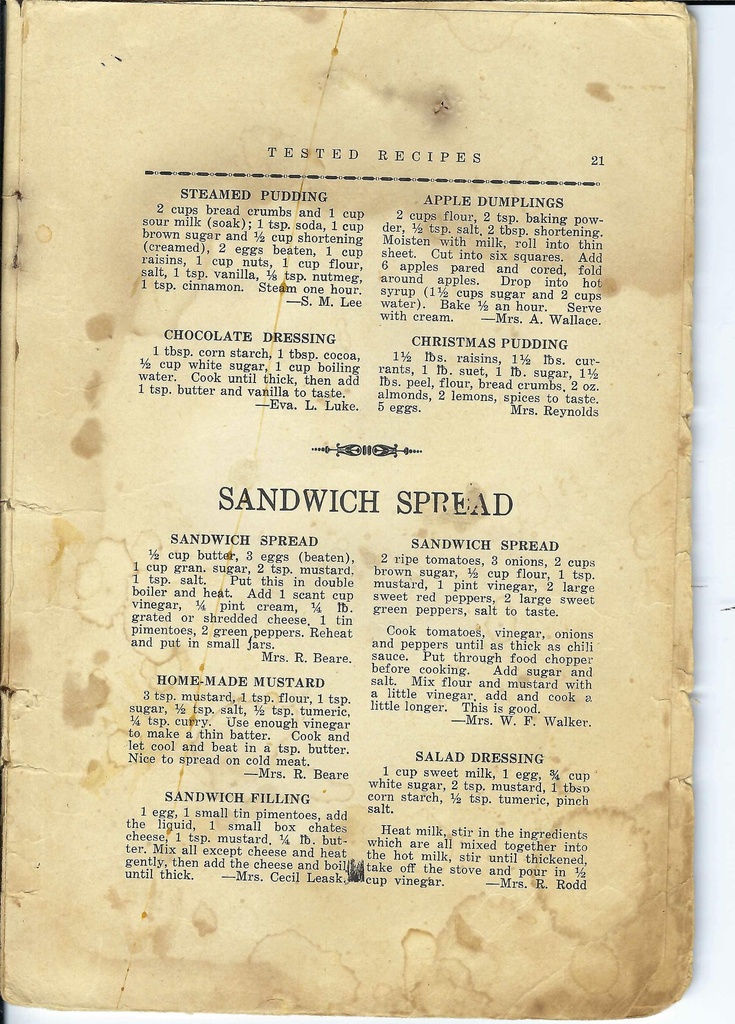 TESTED RECIPES 21
STEAMED PUDDING
2 cups bread crumbs and 1 cup
sour milk (soak); 1 tsp. soda, 1 cup
brown sugar and ½ cup shortening
(creamed), 2 eggs beaten, 1 cup
raisins, 1 cup nuts, 1 cup flour,
salt, 1 tsp. vanilla, ⅛ tsp. nutmeg,
1 tsp. cinnamon. Steam one hour.
—S. M. Lee
CHOCOLATE DRESSING
1 tbsp. corn starch, 1 tbsp. cocoa,
½ cup white sugar, 1 cup boiling
water. Cook until thick, then add
1 tsp. butter and vanilla to taste.
—Eva. L. Luke.
APPLE DUMPLINGS
2 cups flour, 2 tsp. baking pow-
der, ½ tsp. salt, 2 tbsp. shortening.
Moisten with milk, roll into thin
sheet. Cut into six squares. Add
6 apples pared and cored, fold
around apples. Drop into hot
syrup (1½ cups sugar and 2 cups
water). Bake ½ an hour. Serve
with cream. —Mrs. A. Wallace.
CHRISTMAS PUDDING
1½ lbs. raisins, 1½ lbs. cur-
rants, 1 lb. suet, 1 lb. sugar, 1½
lbs. peel, flour, bread crumbs, 2 oz.
almonds, 2 lemons, spices to taste.
5 eggs. Mrs. Reynolds
SANDWICH SPREAD
SANDWICH SPREAD
½ cup butter, 3 eggs (beaten),
1 cup gran. sugar, 2 tsp. mustard,
1 tsp. salt. Put this in double
boiler and heat. Add 1 scant cup
vinegar, ¼ pint cream, ¼ lb.
grated or shredded cheese, 1 tin
pimentoes, 2 green peppers. Reheat
and put in small jars.
Mrs. R. Beare.
HOME-MADE MUSTARD
3 tsp. mustard, 1 tsp. flour, 1 tsp.
sugar, ½ tsp. salt, ½ tsp. tumeric,
¼ tsp. curry. Use enough vinegar
to make a thin batter. Cook and
let cool and beat in a tsp. butter.
Nice to spread on cold meat.
—Mrs. R. Beare
SANDWICH FILLING
1 egg, 1 small tin pimentoes, add
the liquid, 1 small box chates
cheese, 1 tsp. mustard, ¼ lb. but-
ter. Mix all except cheese and heat
gently, then add the cheese and boil
until thick. —Mrs. Cecil Leask.
SANDWICH SPREAD
2 ripe tomatoes, 3 onions, 2 cups
brown sugar, ½ cup flour, 1 tsp.
mustard, 1 pint vinegar, 2 large
sweet red peppers, 2 large sweet
green peppers, salt to taste.
Cook tomatoes, vinegar, onions
and peppers until as thick as chili
sauce. Put through food chopper
before cooking. Add sugar and
salt. Mix flour and mustard with
a little vinegar, add and cook a
little longer. This is good.
—Mrs. W. F. Walker.
SALAD DRESSING
1 cup sweet milk, 1 egg, ¾ cup
white sugar, 2 tsp. mustard, 1 tbsp
corn starch, ½ tsp. tumeric, pinch
salt.
Heat milk, stir in the ingredients
which are all mixed together into
the hot milk, stir until thickened,
take off the stove and pour in ½
cup vinegar. —Mrs. R. Rodd